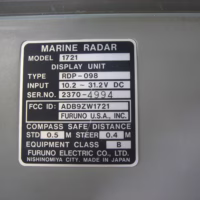 MARINE RADAR
MODEL 1721
DISPLAY UNIT
TYPE RDP-098
INPUT 10.2 - 31.2V DC
SER.NO. 2370-4994
FCC ID: ADB9ZW1721
FURUNO U.S.A., INC.
COMPASS SAFE DISTANCE
STD 0.5 M STEER 0.4 M
EQUIPMENT CLASS B
FURUNO ELECTRIC CO., LTD.
NISHINOMIYA CITY. MADE IN JAPAN